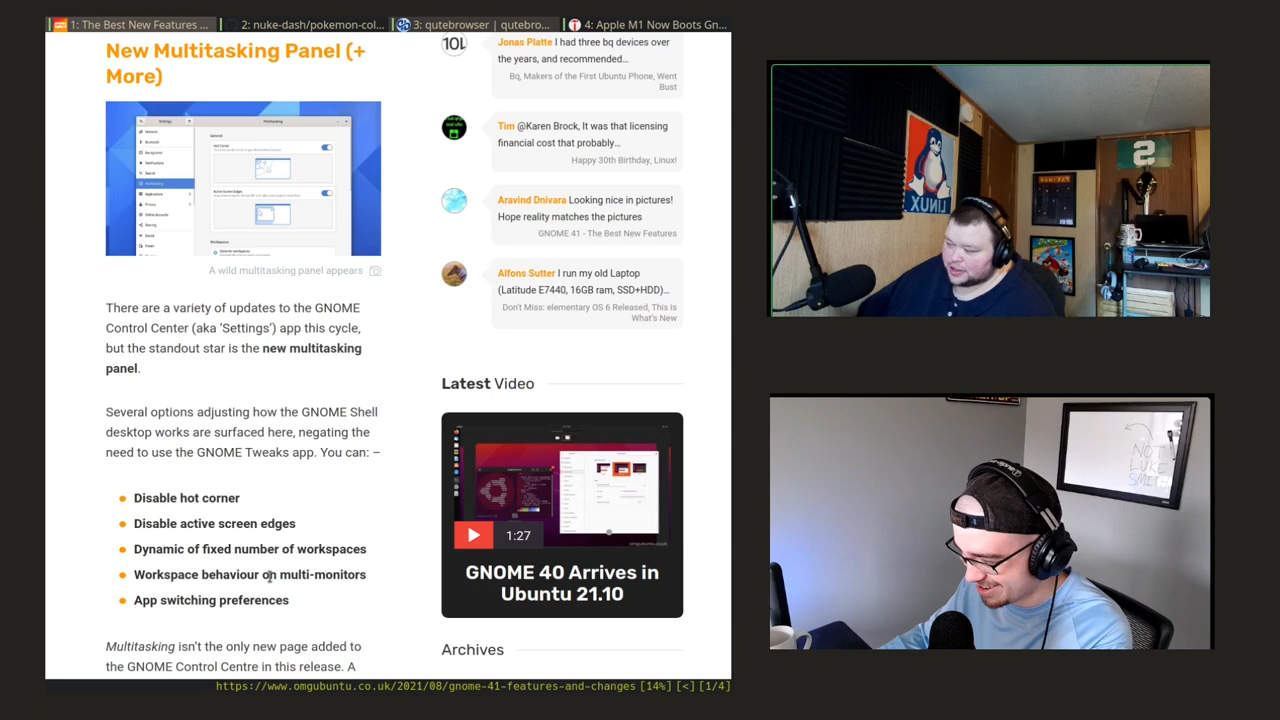 1: The Best New Features ...
2: nuke-dash/pokemon-col...
3: qutebrowser | qutebro...
4: Apple M1 Now Boots Gn...
New Multitasking Panel (+
More)
A wild multitasking panel appears
There are a variety of updates to the GNOME
Control Center (aka ‘Settings’) app this cycle,
but the standout star is the new multitasking
panel.
Several options adjusting how the GNOME Shell
desktop works are surfaced here, negating the
need to use the GNOME Tweaks app. You can: –
Disable hot corner
Disable active screen edges
Dynamic of fixed number of workspaces
Workspace behaviour on multi-monitors
App switching preferences
Multitasking isn’t the only new page added to
the GNOME Control Centre in this release. A
Jonas Platte I had three bq devices over
the years, and recommended…
Bq, Makers of the First Ubuntu Phone, Went
Bust
Tim @Karen Brock, It was that licensing
financial cost that probably…
Happy 30th Birthday, Linux!
Aravind Dnivara Looking nice in pictures!
Hope reality matches the pictures
GNOME 41 - The Best New Features
Alfons Sutter I run my old Laptop
(Latitude E7440, 16GB ram, SSD+HDD)…
Don't Miss: elementary OS 6 Released, This is
What's New
Latest Video
1:27
GNOME 40 Arrives in
Ubuntu 21.10
Archives
https://www.omgubuntu.co.uk/2021/08/gnome-41-features-and-changes [14%] [<] [1/4]
LINUX